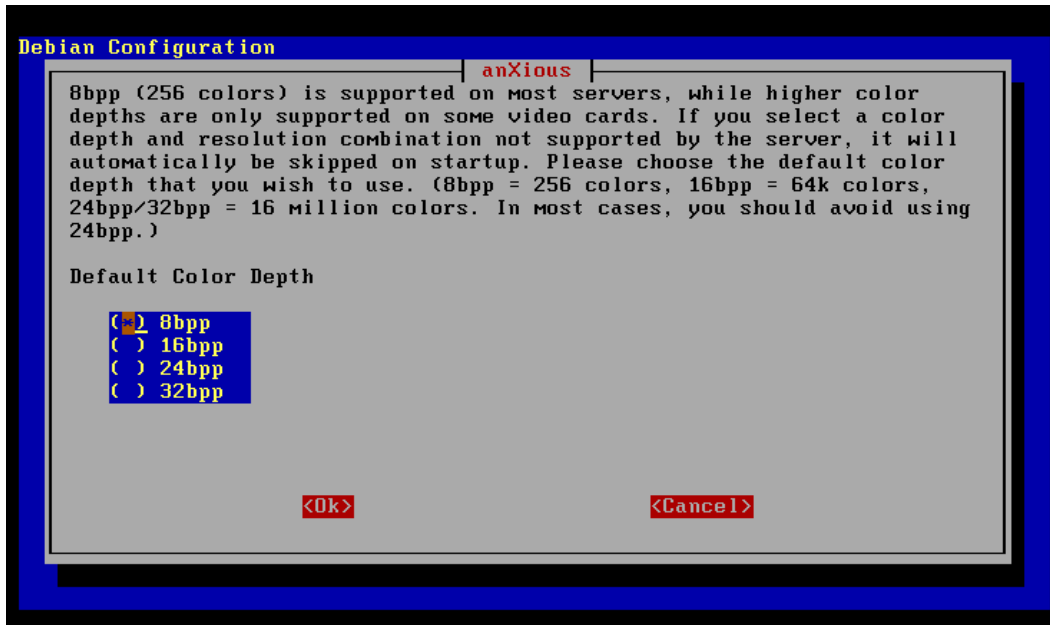 Debian Configuration
anXious
8bpp (256 colors) is supported on most servers, while higher color
depths are only supported on some video cards. If you select a color
depth and resolution combination not supported by the server, it will
automatically be skipped on startup. Please choose the default color
depth that you wish to use. (8bpp = 256 colors, 16bpp = 64k colors,
24bpp/32bpp = 16 million colors. In most cases, you should avoid using
24bpp.)
Default Color Depth
(*) 8bpp
( ) 16bpp
( ) 24bpp
( ) 32bpp
<Ok> <Cancel>